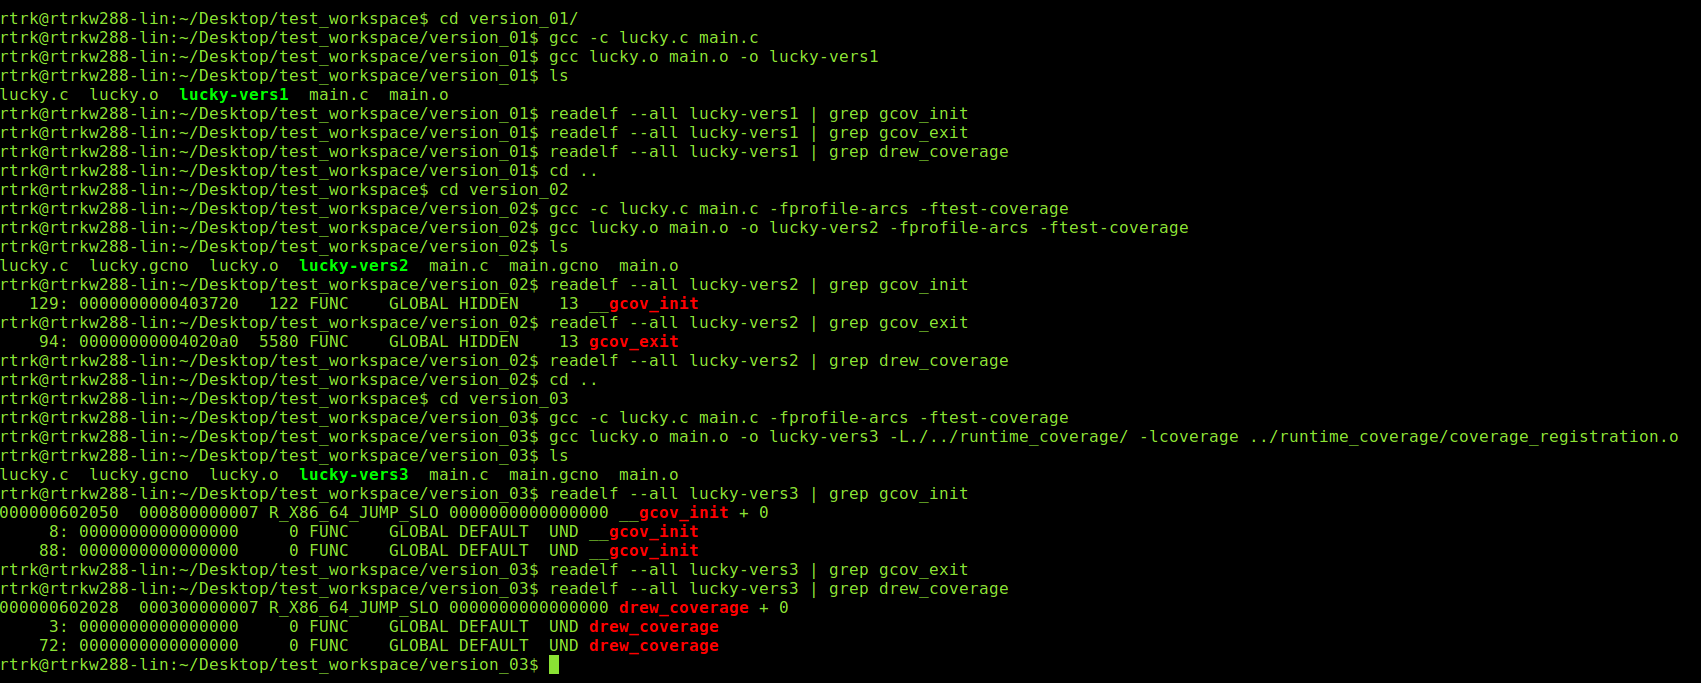 rtrk@rtrkw288-lin:~/Desktop/test_workspace$ cd version_01/
rtrk@rtrkw288-lin:~/Desktop/test_workspace/version_01$ gcc -c lucky.c main.c
rtrk@rtrkw288-lin:~/Desktop/test_workspace/version_01$ gcc lucky.o main.o -o lucky-vers1
rtrk@rtrkw288-lin:~/Desktop/test_workspace/version_01$ ls
lucky.c  lucky.o  lucky-vers1  main.c  main.o
rtrk@rtrkw288-lin:~/Desktop/test_workspace/version_01$ readelf --all lucky-vers1 | grep gcov_init
rtrk@rtrkw288-lin:~/Desktop/test_workspace/version_01$ readelf --all lucky-vers1 | grep gcov_exit
rtrk@rtrkw288-lin:~/Desktop/test_workspace/version_01$ readelf --all lucky-vers1 | grep drew_coverage
rtrk@rtrkw288-lin:~/Desktop/test_workspace/version_01$ cd ..
rtrk@rtrkw288-lin:~/Desktop/test_workspace$ cd version_02
rtrk@rtrkw288-lin:~/Desktop/test_workspace/version_02$ gcc -c lucky.c main.c -fprofile-arcs -ftest-coverage
rtrk@rtrkw288-lin:~/Desktop/test_workspace/version_02$ gcc lucky.o main.o -o lucky-vers2 -fprofile-arcs -ftest-coverage
rtrk@rtrkw288-lin:~/Desktop/test_workspace/version_02$ ls
lucky.c  lucky.gcno  lucky.o  lucky-vers2  main.c  main.gcno  main.o
rtrk@rtrkw288-lin:~/Desktop/test_workspace/version_02$ readelf --all lucky-vers2 | grep gcov_init
   129: 0000000000403720   122 FUNC    GLOBAL HIDDEN    13 __gcov_init
rtrk@rtrkw288-lin:~/Desktop/test_workspace/version_02$ readelf --all lucky-vers2 | grep gcov_exit
    94: 00000000004020a0  5580 FUNC    GLOBAL HIDDEN    13 gcov_exit
rtrk@rtrkw288-lin:~/Desktop/test_workspace/version_02$ readelf --all lucky-vers2 | grep drew_coverage
rtrk@rtrkw288-lin:~/Desktop/test_workspace/version_02$ cd ..
rtrk@rtrkw288-lin:~/Desktop/test_workspace$ cd version_03
rtrk@rtrkw288-lin:~/Desktop/test_workspace/version_03$ gcc -c lucky.c main.c -fprofile-arcs -ftest-coverage
rtrk@rtrkw288-lin:~/Desktop/test_workspace/version_03$ gcc lucky.o main.o -o lucky-vers3 -L./../runtime_coverage/ -lcoverage ../runtime_coverage/coverage_registration.o
rtrk@rtrkw288-lin:~/Desktop/test_workspace/version_03$ ls
lucky.c  lucky.gcno  lucky.o  lucky-vers3  main.c  main.gcno  main.o
rtrk@rtrkw288-lin:~/Desktop/test_workspace/version_03$ readelf --all lucky-vers3 | grep gcov_init
000000602050  000800000007 R_X86_64_JUMP_SLO 0000000000000000 __gcov_init + 0
     8: 0000000000000000     0 FUNC    GLOBAL DEFAULT  UND __gcov_init
    88: 0000000000000000     0 FUNC    GLOBAL DEFAULT  UND __gcov_init
rtrk@rtrkw288-lin:~/Desktop/test_workspace/version_03$ readelf --all lucky-vers3 | grep gcov_exit
rtrk@rtrkw288-lin:~/Desktop/test_workspace/version_03$ readelf --all lucky-vers3 | grep drew_coverage
000000602028  000300000007 R_X86_64_JUMP_SLO 0000000000000000 drew_coverage + 0
     3: 0000000000000000     0 FUNC    GLOBAL DEFAULT  UND drew_coverage
    72: 0000000000000000     0 FUNC    GLOBAL DEFAULT  UND drew_coverage
rtrk@rtrkw288-lin:~/Desktop/test_workspace/version_03$